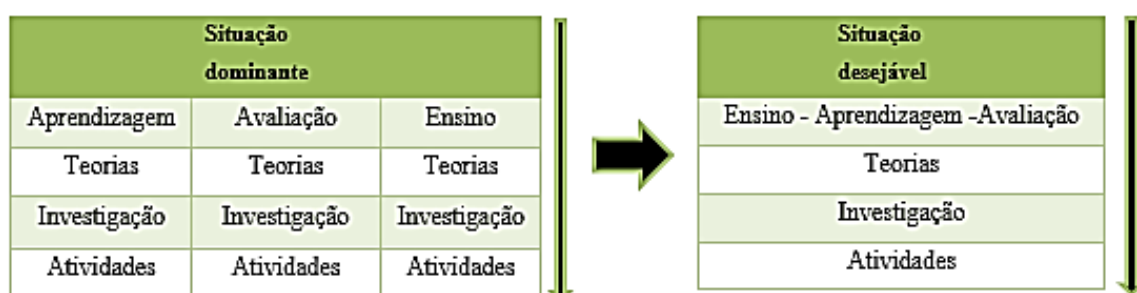 Situação
dominante
Aprendizagem Avaliação Ensino
Teorias Teorias Teorias
Investigação Investigação Investigação
Atividades Atividades Atividades
Situação
desejável
Ensino - Aprendizagem -Avaliação
Teorias
Investigação
Atividades